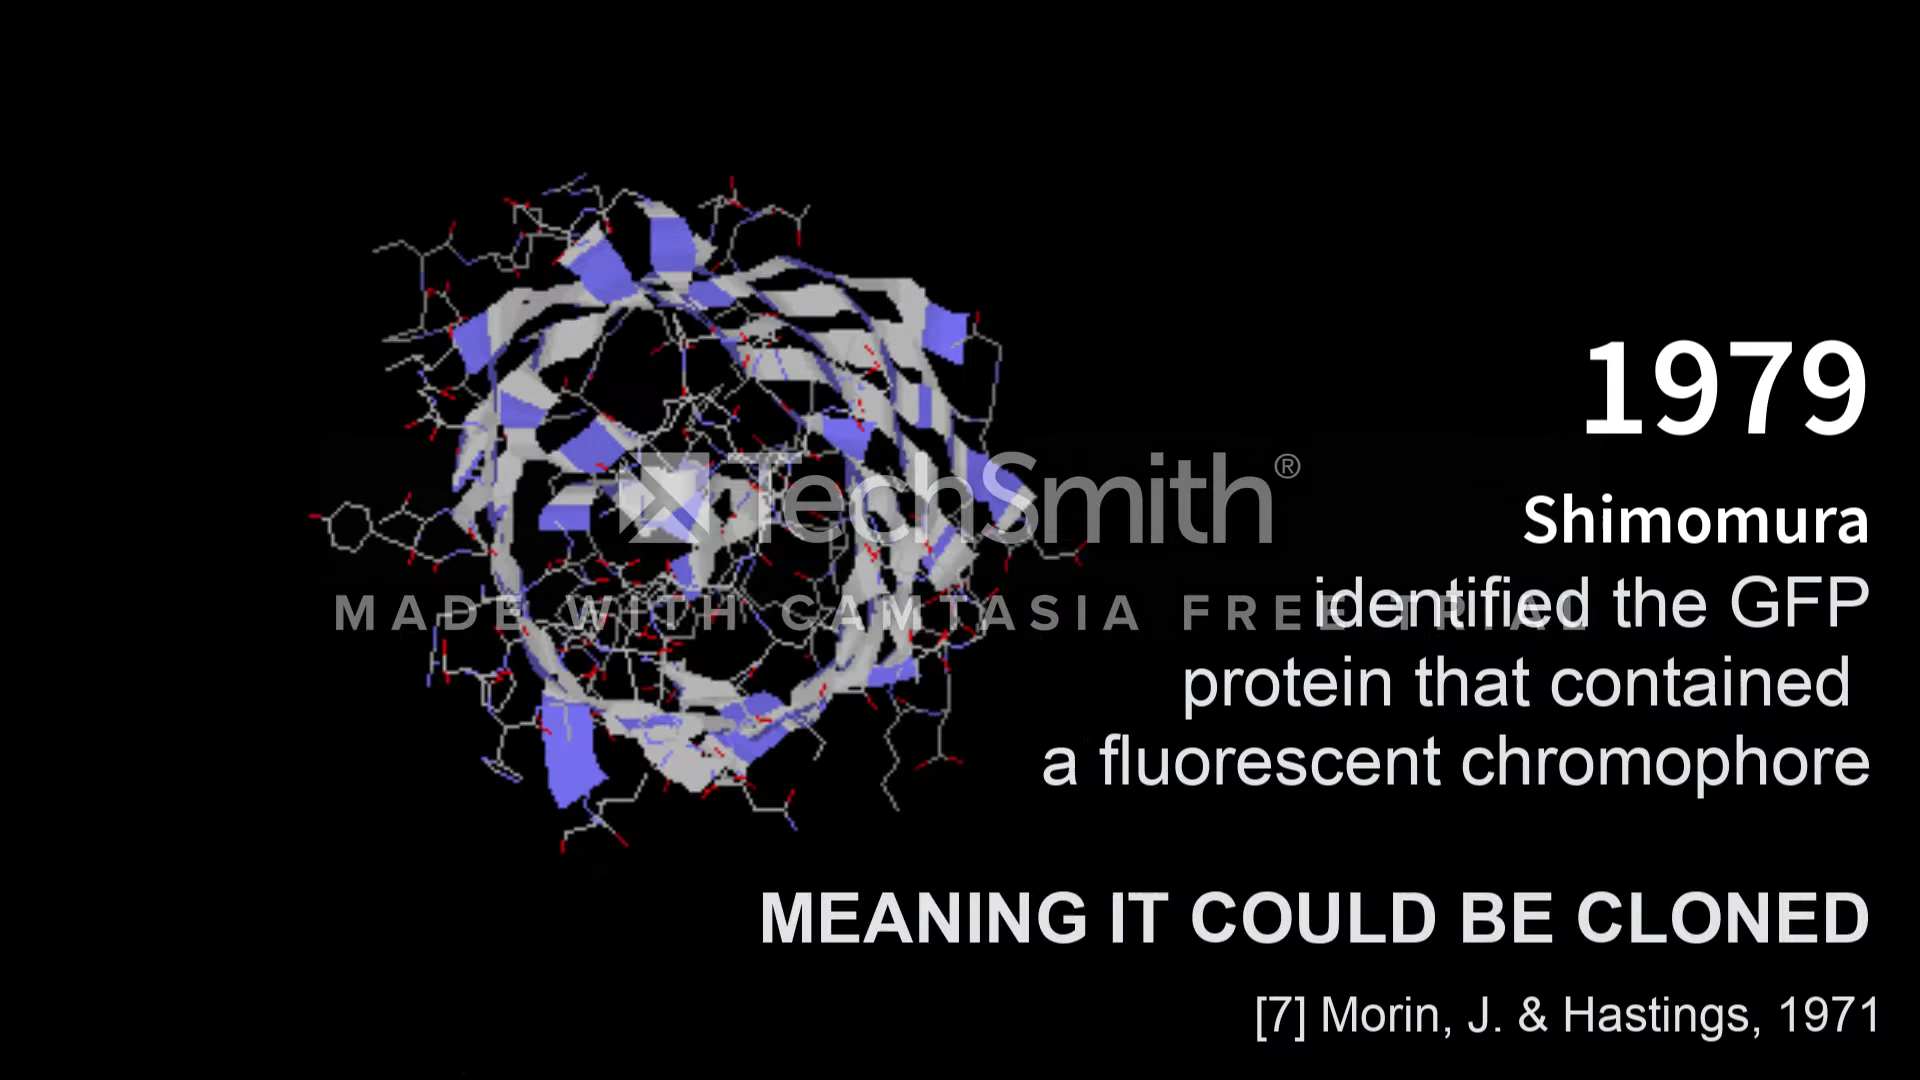 1979
TechSmith®
Shimomura
identified the GFP
MADE WITH CAMTASIA FREE TRIAL
protein that contained
a fluorescent chromophore
MEANING IT COULD BE CLONED
[7] Morin, J. & Hastings, 1971